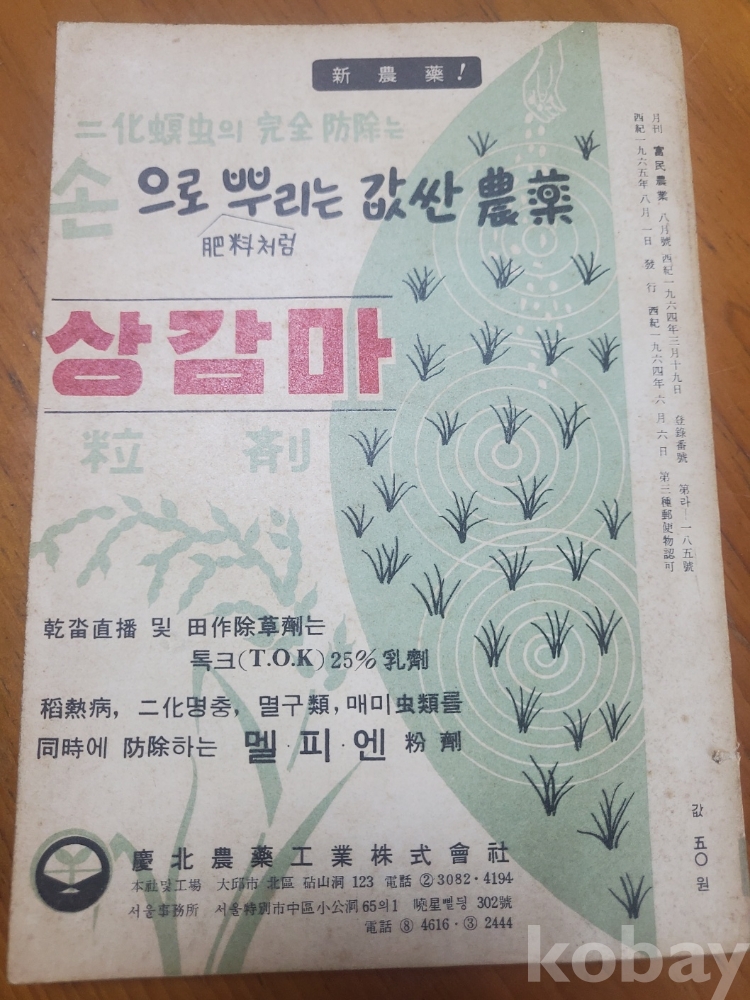 新農藥!
二化螟虫의 完全防除는
손으로 뿌리는 값싼 農藥
肥料처럼
상감마
粒劑
乾畓直播 및 田作除草劑는
톡크(T.O.K) 25% 乳劑
稻熱病, 二化명충, 멸구類, 매미虫類를
同時에 防除하는 멜·피·엔 粉劑
慶北農藥工業株式會社
本社및工場 大邱市 北區 砧山洞 123 電話 ②3082·4194
서울事務所 서울特別市中區小公洞 65의1 曉星삘딍 302號
電話 ⑧ 4616·③ 2444
月刊 富民農業 八月號 西紀一九六四年三月十九日 登錄番號 第라—一八五號
西紀一九六五年八月一日 發行 西紀一九六四年六月六日 第三種郵便物認可
값 五〇원
kobay